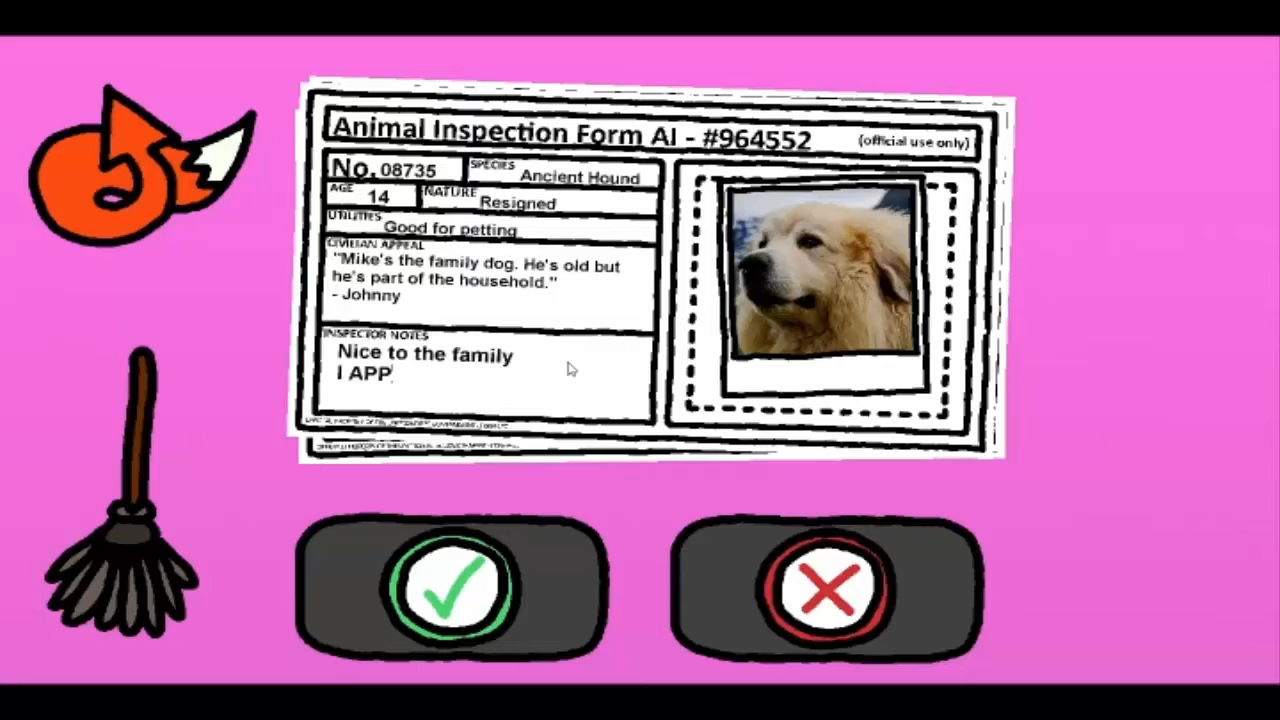 Animal Inspection Form AI - #964552 (official use only)
No. 08735
SPECIES Ancient Hound
AGE 14
NATURE Resigned
UTILITIES Good for petting
CIVILIAN APPEAL
"Mike's the family dog. He's old but
he's part of the household."
- Johnny
INSPECTOR NOTES
Nice to the family
I APP